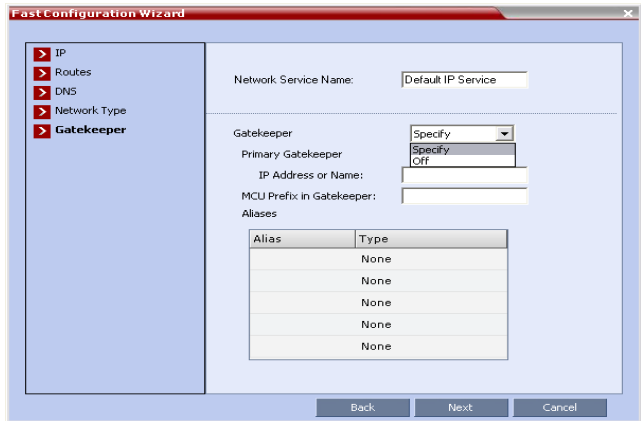 Fast Configuration Wizard
IP
Routes
DNS
Network Type
Gatekeeper
Network Service Name: Default IP Service
Gatekeeper Specify
Specify
Off
Primary Gatekeeper
IP Address or Name:
MCU Prefix in Gatekeeper:
Aliases
Alias Type
None
None
None
None
None
Back Next Cancel